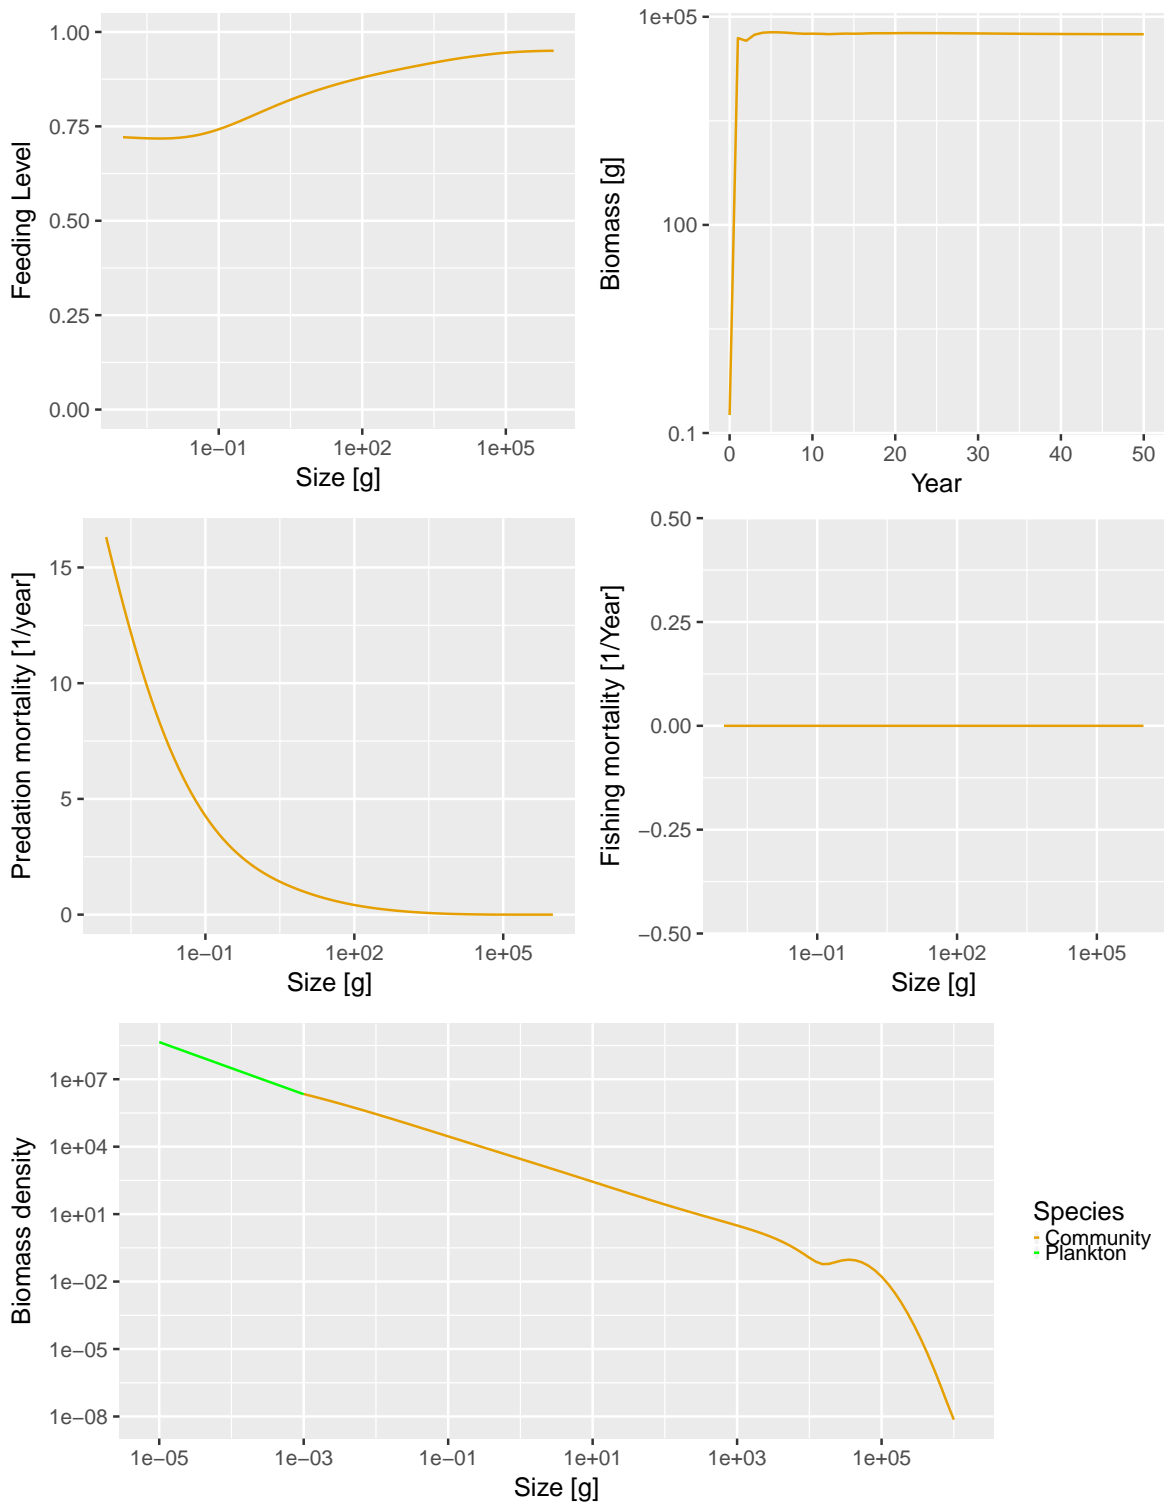 1.00
0.75
0.50
0.25
0.00
Feeding Level
1e−01 1e+02 1e+05
Size [g]
1e+05
100
0.1
Biomass [g]
0 10 20 30 40 50
Year
15
10
5
0
Predation mortality [1/year]
1e−01 1e+02 1e+05
Size [g]
0.50
0.25
0.00
−0.25
−0.50
Fishing mortality [1/Year]
1e−01 1e+02 1e+05
Size [g]
1e+07
1e+04
1e+01
1e−02
1e−05
1e−08
Biomass density
1e−05 1e−03 1e−01 1e+01 1e+03 1e+05
Size [g]
Species
Community
Plankton